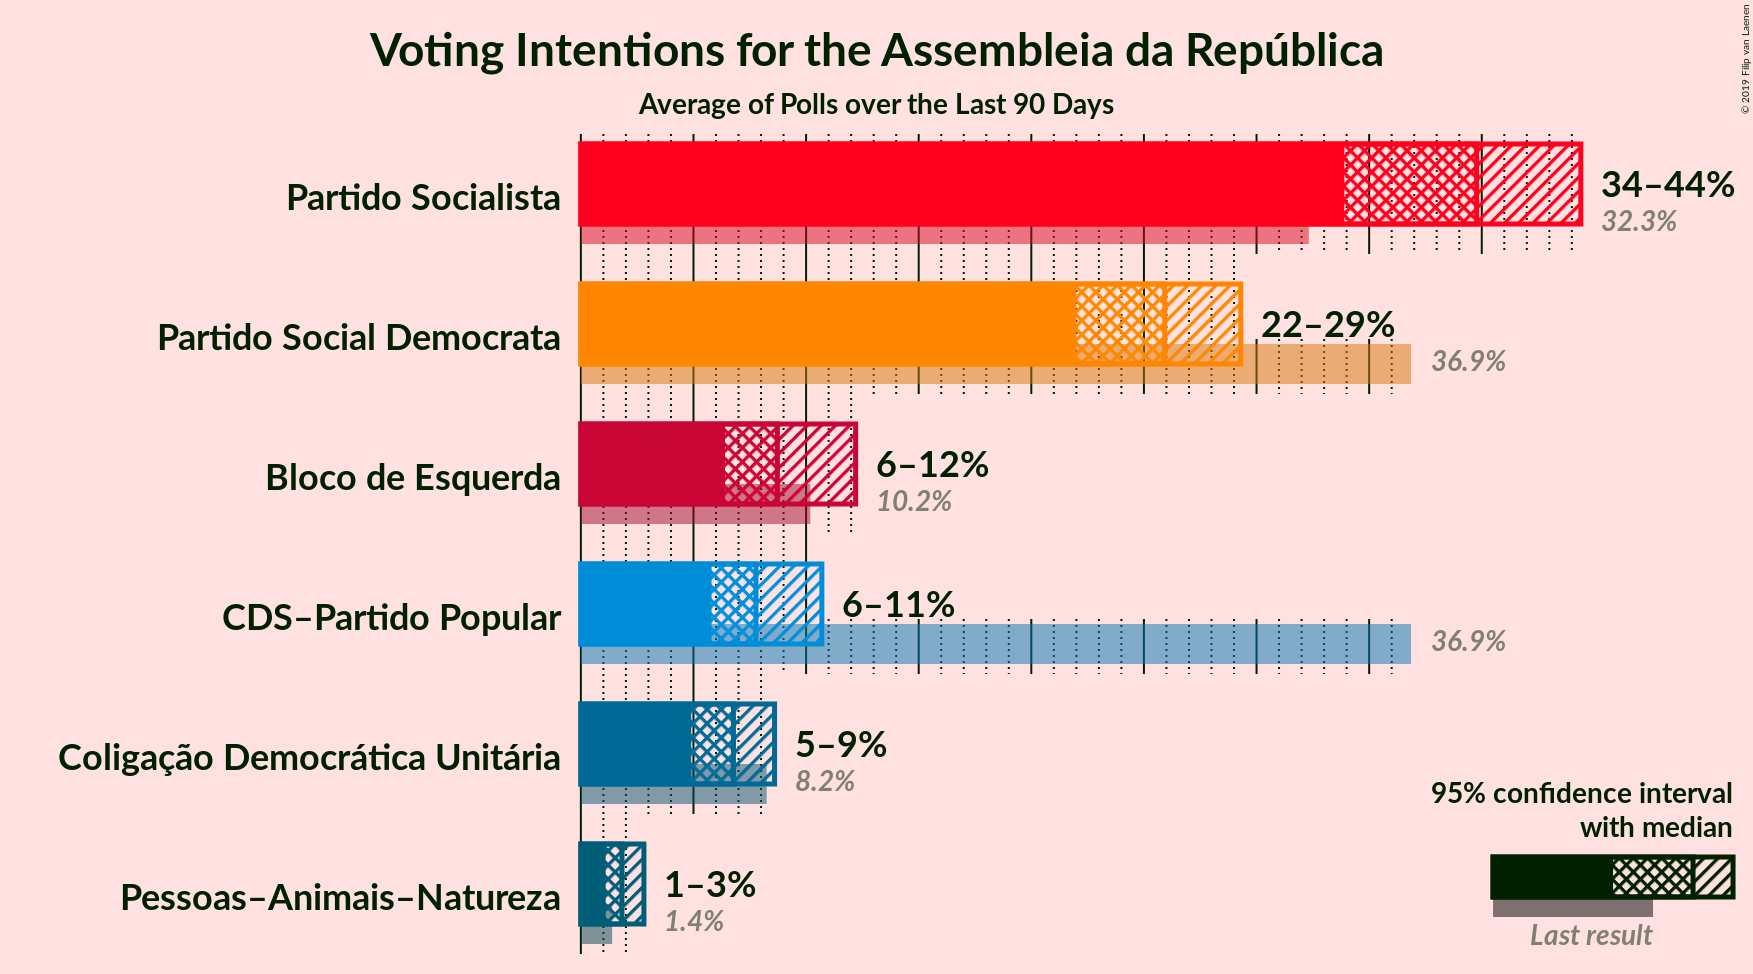 Voting Intentions for the Assembleia da República
Average of Polls over the Last 90 Days
© 2019 Filip van Laenen
Partido Socialista
34–44%
32.3%
Partido Social Democrata
22–29%
36.9%
Bloco de Esquerda
6–12%
10.2%
CDS–Partido Popular
6–11%
36.9%
Coligação Democrática Unitária
5–9%
8.2%
Pessoas–Animais–Natureza
1–3%
1.4%
95% confidence interval
with median
Last result